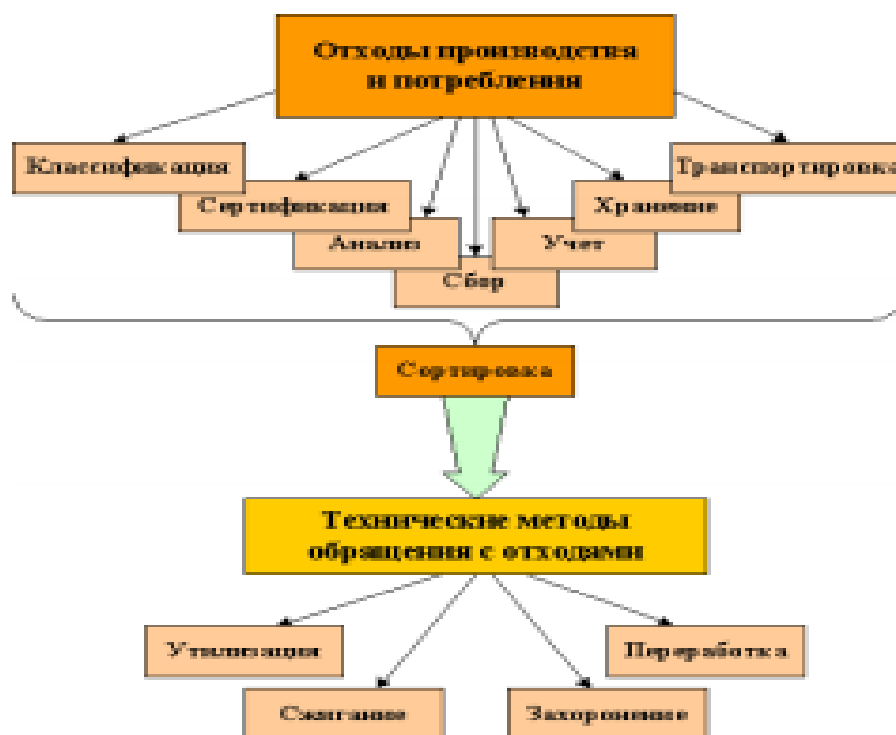 Отходы производства
и потребления
Классификация
Транспортировка
Сертификация
Хранение
Анализ
Учет
Сбор
Сортировка
Технические методы
обращения с отходами
Утилизация
Переработка
Сжигание
Захоронение